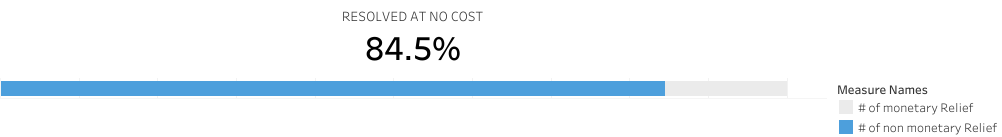 RESOLVED AT NO COST
84.5%
Measure Names
# of monetary Relief
# of non monetary Relief